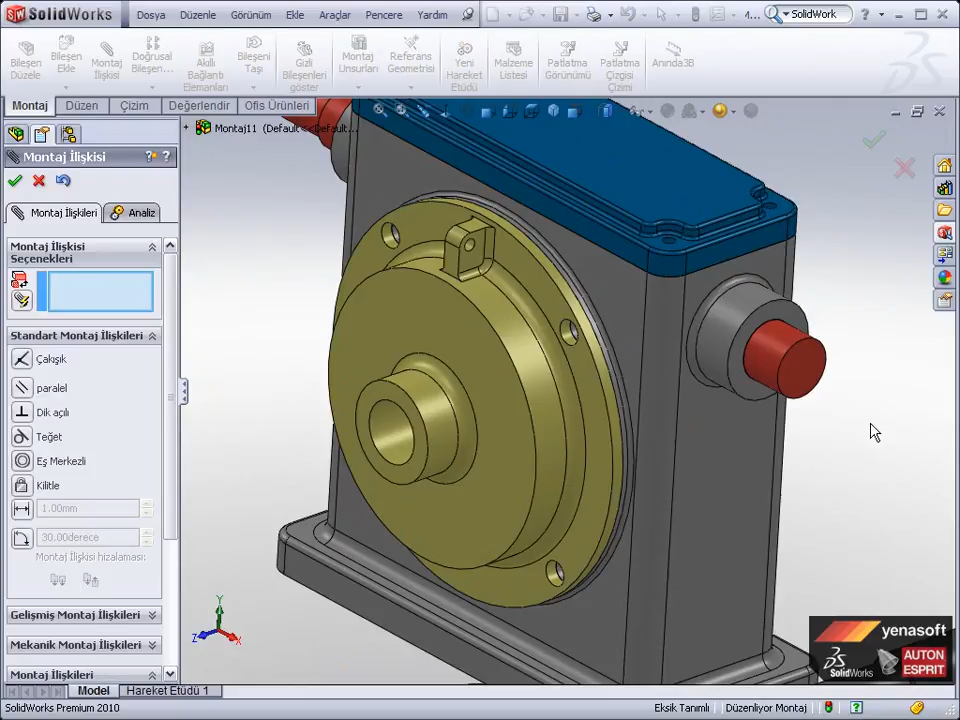 SolidWorks
Dosya Düzenle Görünüm Ekle Araçlar Pencere Yardım
4...
SolidWork
Bileşen Düzele
Bileşen Ekle
Montaj İlişkisi
Doğrusal Bileşen...
Akıllı Bağlantı Elemanları
Bileşeni Taşı
Gizli Bileşenleri göster
Montaj Unsurları
Referans Geometrisi
Yeni Hareket Etüdü
Malzeme Listesi
Patlatma Görünümü
Patlatma Çizgisi Çizimi
Anında3B
Montaj Düzen Çizim Değerlendir Ofis Ürünleri
Montaj11 (Default<<Default...
Montaj İlişkisi
Montaj İlişkileri Analiz
Montaj İlişkisi
Seçenekleri
Standart Montaj İlişkileri
Çakışık
paralel
Dik açılı
Teğet
Eş Merkezli
Kilitle
1.00mm
30.00derece
Montaj İlişkisi hizalaması:
Gelişmiş Montaj İlişkileri
Mekanik Montaj İlişkileri
Montaj İlişkileri
Y
Z
X
yenasoft
SolidWorks
AUTON
ESPRIT
Model Hareket Etüdü 1
SolidWorks Premium 2010
Eksik Tanımlı Düzenliyor Montaj